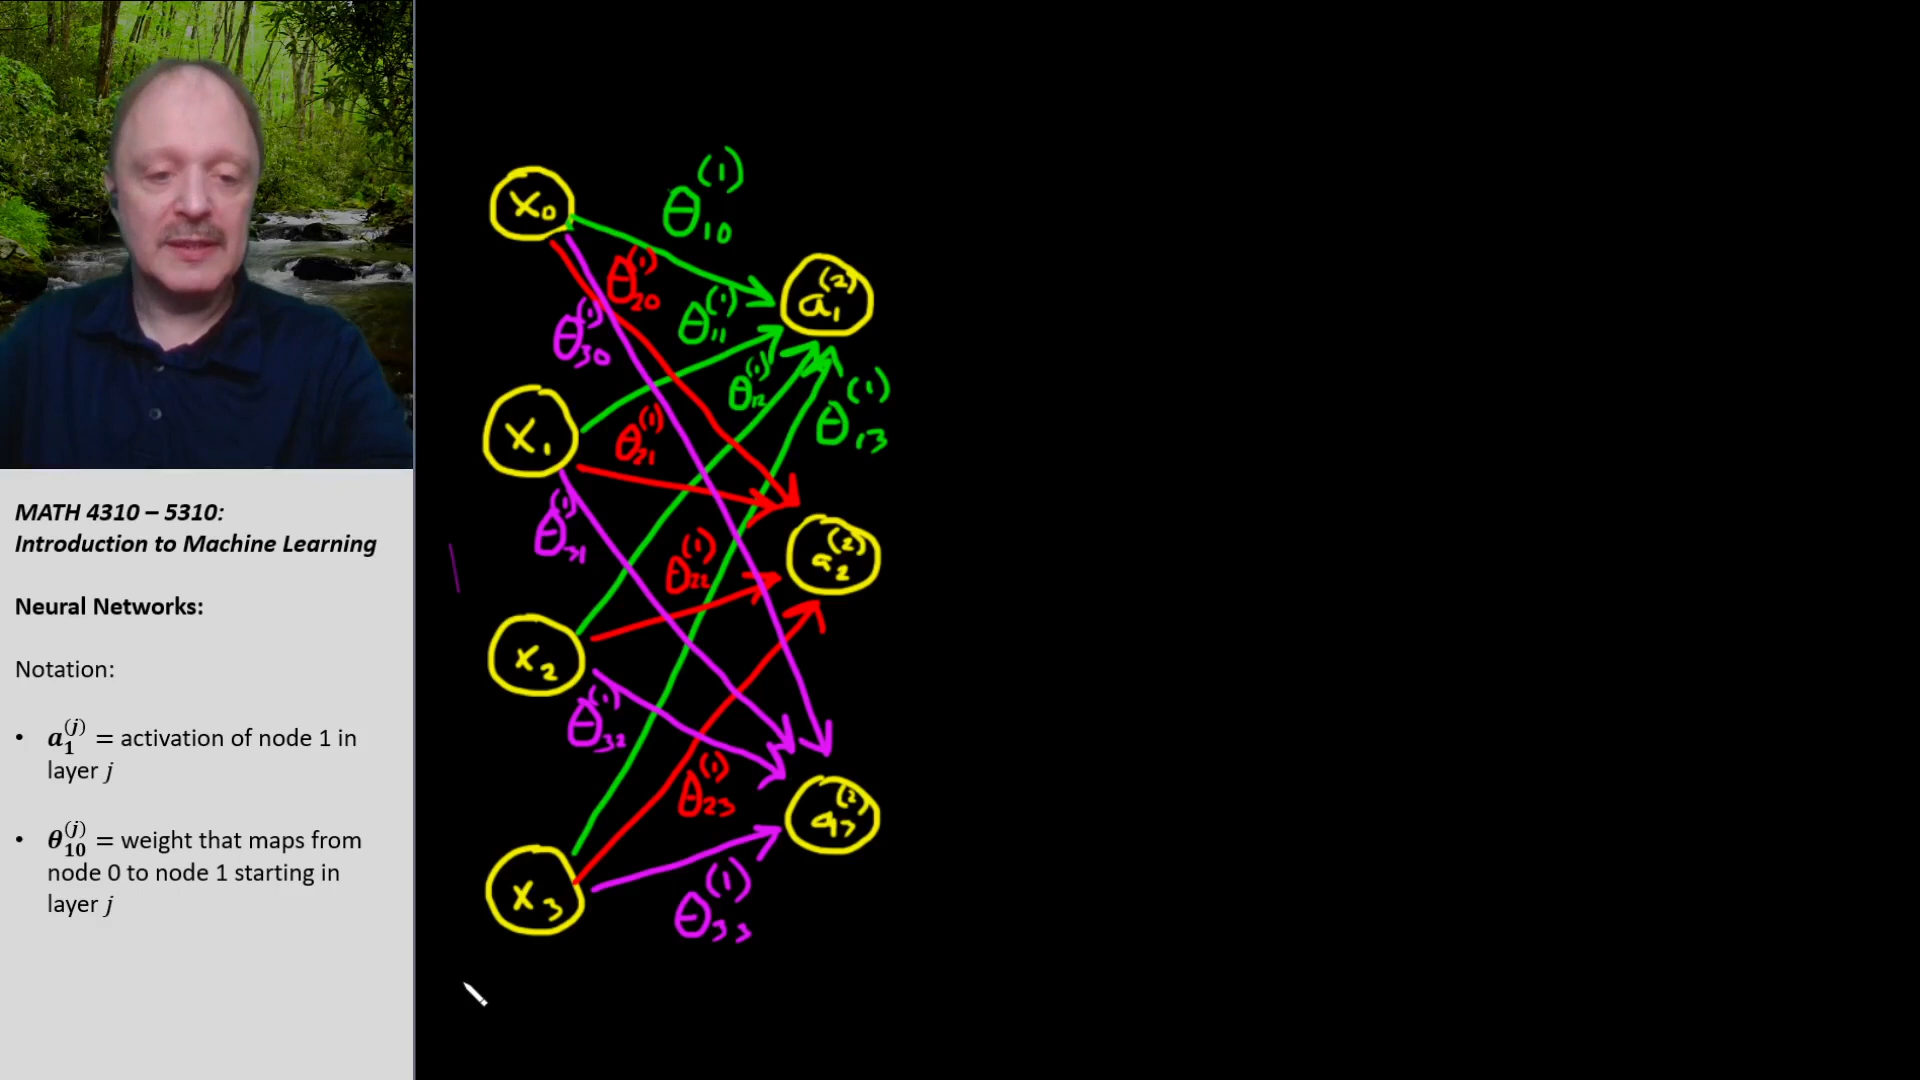 MATH 4310 – 5310:
Introduction to Machine Learning
Neural Networks:
Notation:
• a₁⁽ʲ⁾ = activation of node 1 in
layer j
• θ₁₀⁽ʲ⁾ = weight that maps from
node 0 to node 1 starting in
layer j
x₀
θ₁₀⁽¹⁾
θ₂₀⁽¹⁾
θ₃₀⁽¹⁾
θ₁₁⁽¹⁾
a₁⁽²⁾
x₁
θ₁₂⁽¹⁾
θ₁₃⁽¹⁾
θ₂₁⁽¹⁾
θ₃₁⁽¹⁾
θ₂₂⁽¹⁾
a₂⁽²⁾
x₂
θ₃₂⁽¹⁾
θ₂₃⁽¹⁾
a₃⁽²⁾
x₃
θ₃₃⁽¹⁾